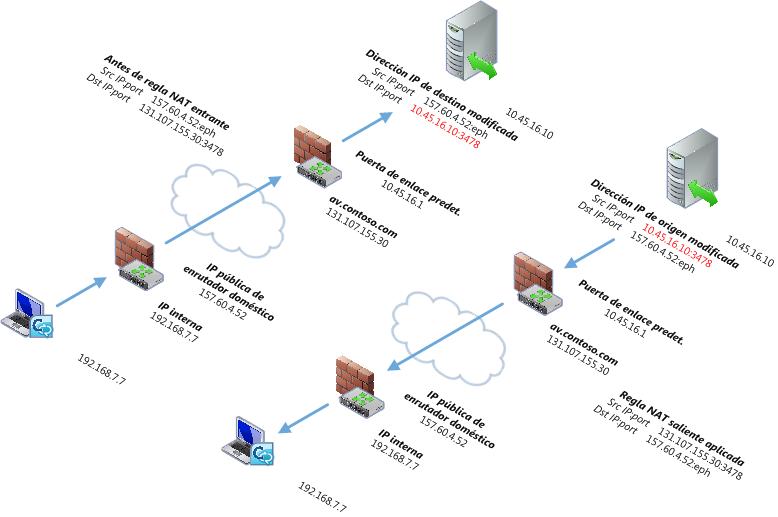 Antes de regla NAT entrante
Src IP:port 157.60.4.52:eph
Dst IP:port 131.107.155.30:3478
Dirección IP de destino modificada
Src IP:port 157.60.4.52:eph
Dst IP:port 10.45.16.10:3478
10.45.16.10
Puerta de enlace predet.
10.45.16.1
av.contoso.com
131.107.155.30
IP pública de
enrutador doméstico
157.60.4.52
IP interna
192.168.7.7
192.168.7.7
Dirección IP de origen modificada
Src IP:port 10.45.16.10:3478
Dst IP:port 157.60.4.52:eph
10.45.16.10
Puerta de enlace predet.
10.45.16.1
av.contoso.com
131.107.155.30
Regla NAT saliente aplicada
Src IP:port 131.107.155.30:3478
Dst IP:port 157.60.4.52:eph
IP pública de
enrutador doméstico
157.60.4.52
IP interna
192.168.7.7
192.168.7.7